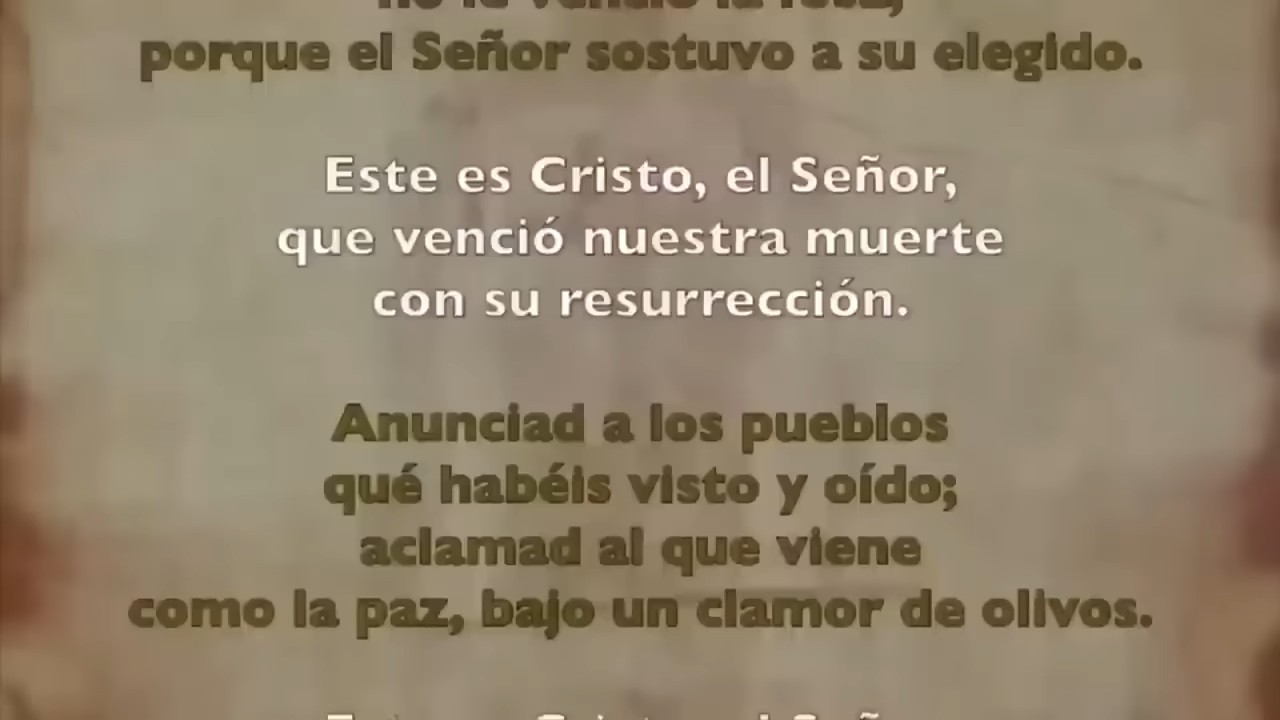 porque el Señor sostuvo a su elegido.
Este es Cristo, el Señor,
que venció nuestra muerte
con su resurrección.
Anunciad a los pueblos
qué habéis visto y oído;
aclamad al que viene
como la paz, bajo un clamor de olivos.